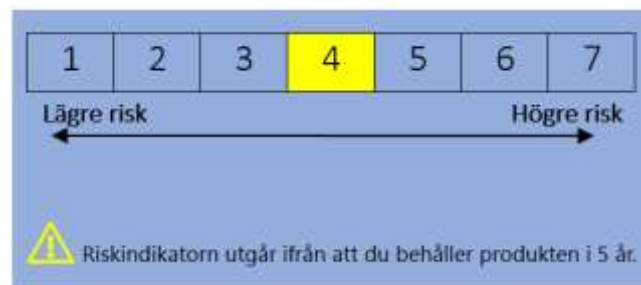 1 2 3 4 5 6 7
Lägre risk Högre risk
Riskindikatorn utgår ifrån att du behåller produkten i 5 år.